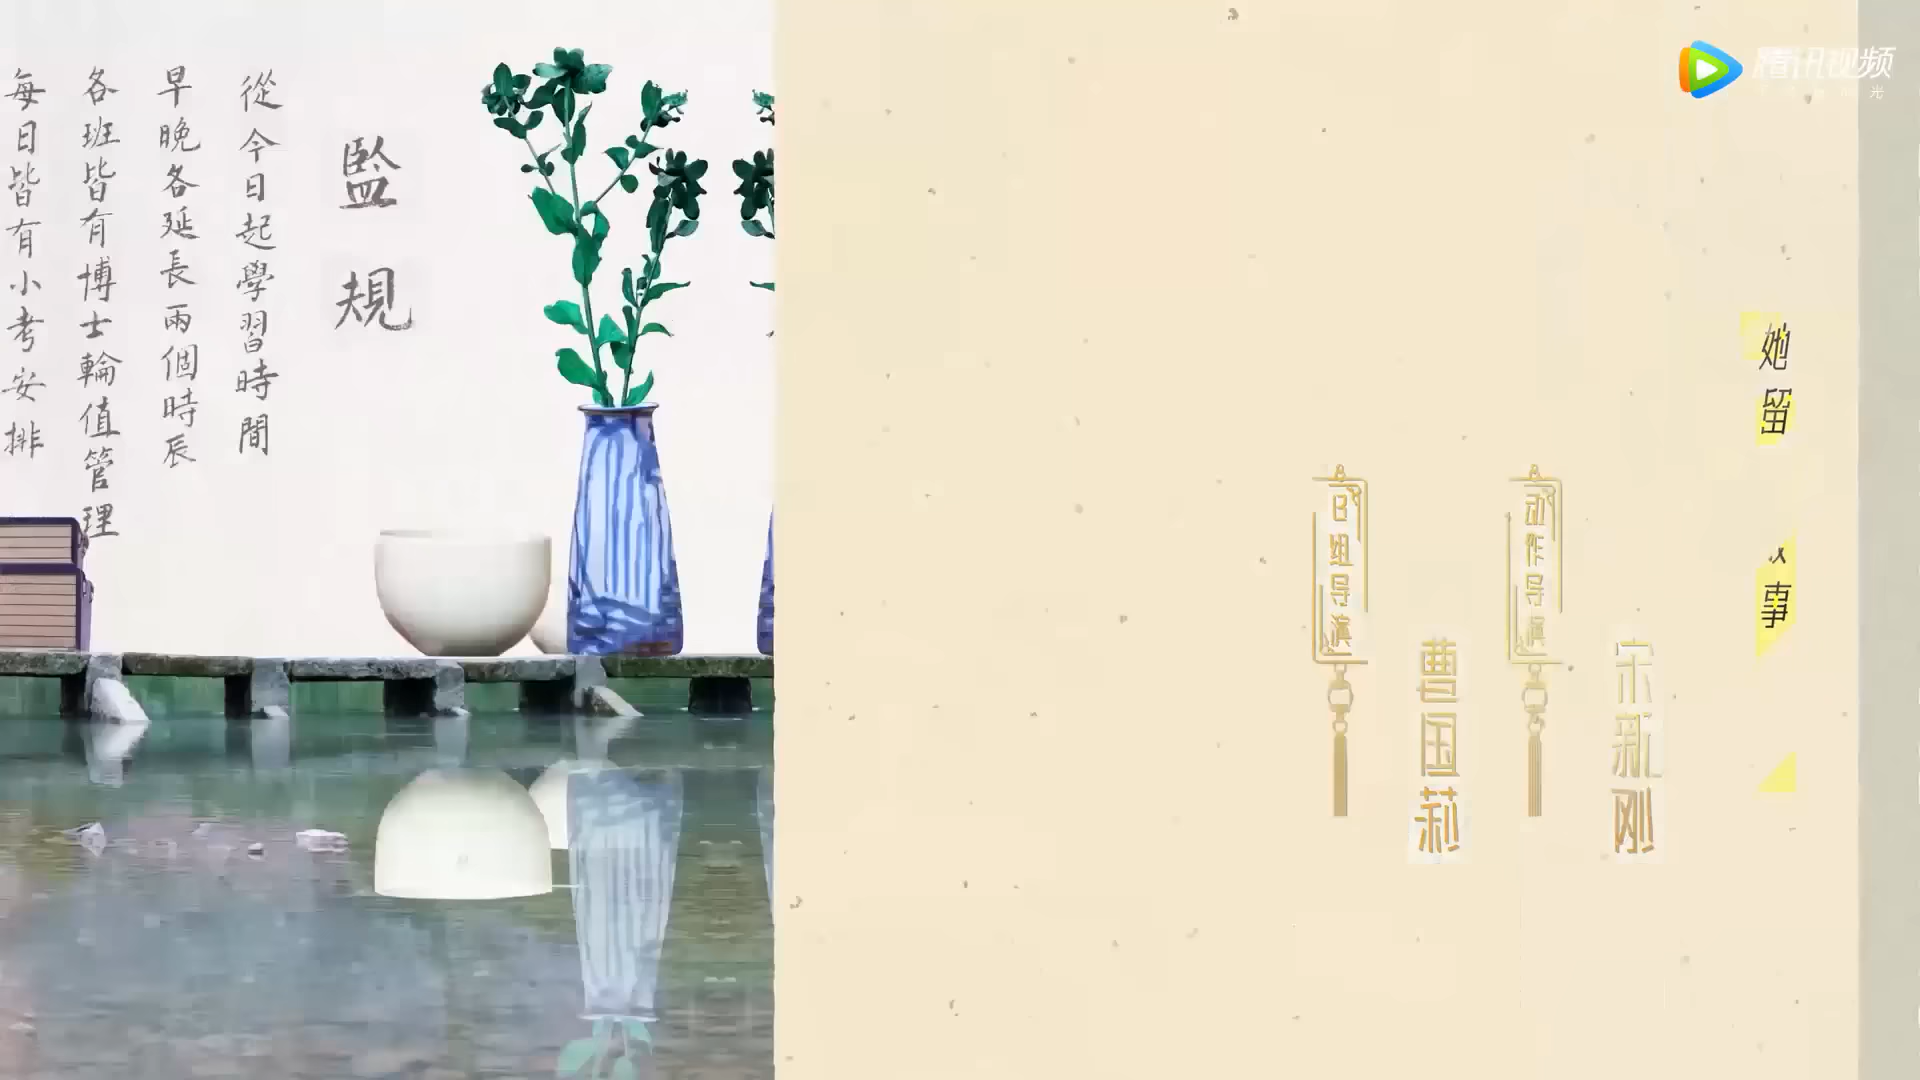 監規
從今日起學習時間
早晚各延長兩個時辰
各班皆有博士輪值管理
每日皆有小考安排
腾讯视频
她留
事
动作导演
宋新刚
B组导演
曹国莉